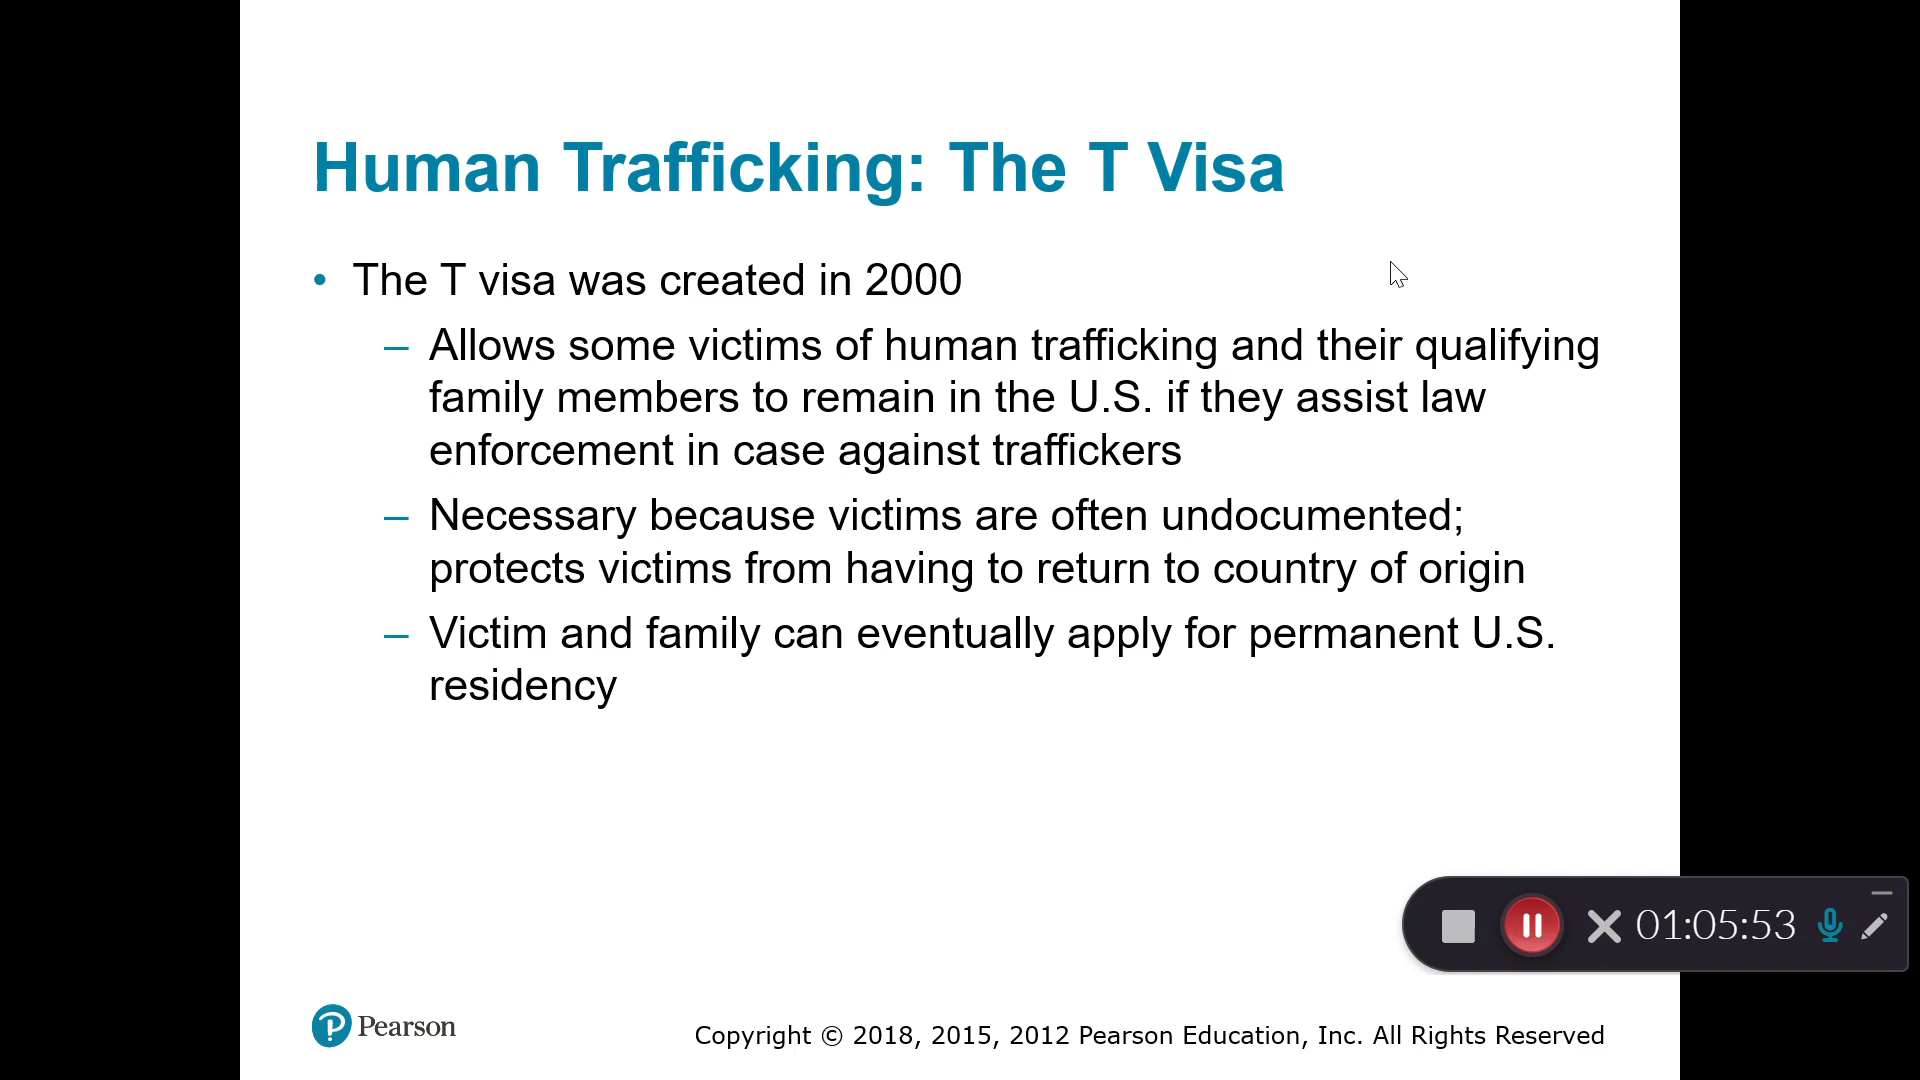 Human Trafficking: The T Visa
• The T visa was created in 2000
– Allows some victims of human trafficking and their qualifying
family members to remain in the U.S. if they assist law
enforcement in case against traffickers
– Necessary because victims are often undocumented;
protects victims from having to return to country of origin
– Victim and family can eventually apply for permanent U.S.
residency
01:05:53
Pearson
Copyright © 2018, 2015, 2012 Pearson Education, Inc. All Rights Reserved